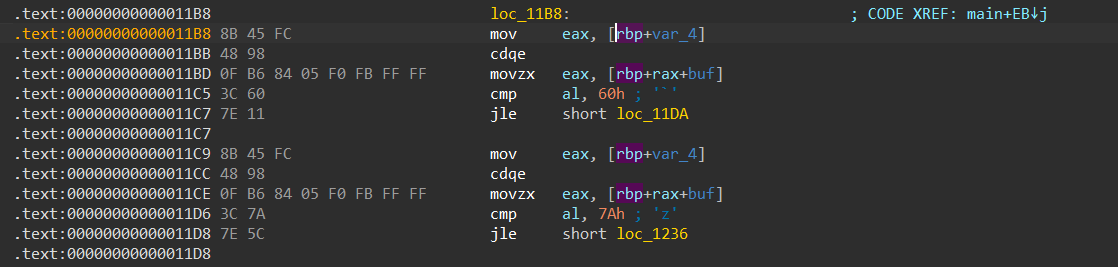 .text:00000000000011B8 loc_11B8: ; CODE XREF: main+EB↓j
.text:00000000000011B8 8B 45 FC mov eax, [rbp+var_4]
.text:00000000000011BB 48 98 cdqe
.text:00000000000011BD 0F B6 84 05 F0 FB FF FF movzx eax, [rbp+rax+buf]
.text:00000000000011C5 3C 60 cmp al, 60h ; '`'
.text:00000000000011C7 7E 11 jle short loc_11DA
.text:00000000000011C7
.text:00000000000011C9 8B 45 FC mov eax, [rbp+var_4]
.text:00000000000011CC 48 98 cdqe
.text:00000000000011CE 0F B6 84 05 F0 FB FF FF movzx eax, [rbp+rax+buf]
.text:00000000000011D6 3C 7A cmp al, 7Ah ; 'z'
.text:00000000000011D8 7E 5C jle short loc_1236
.text:00000000000011D8